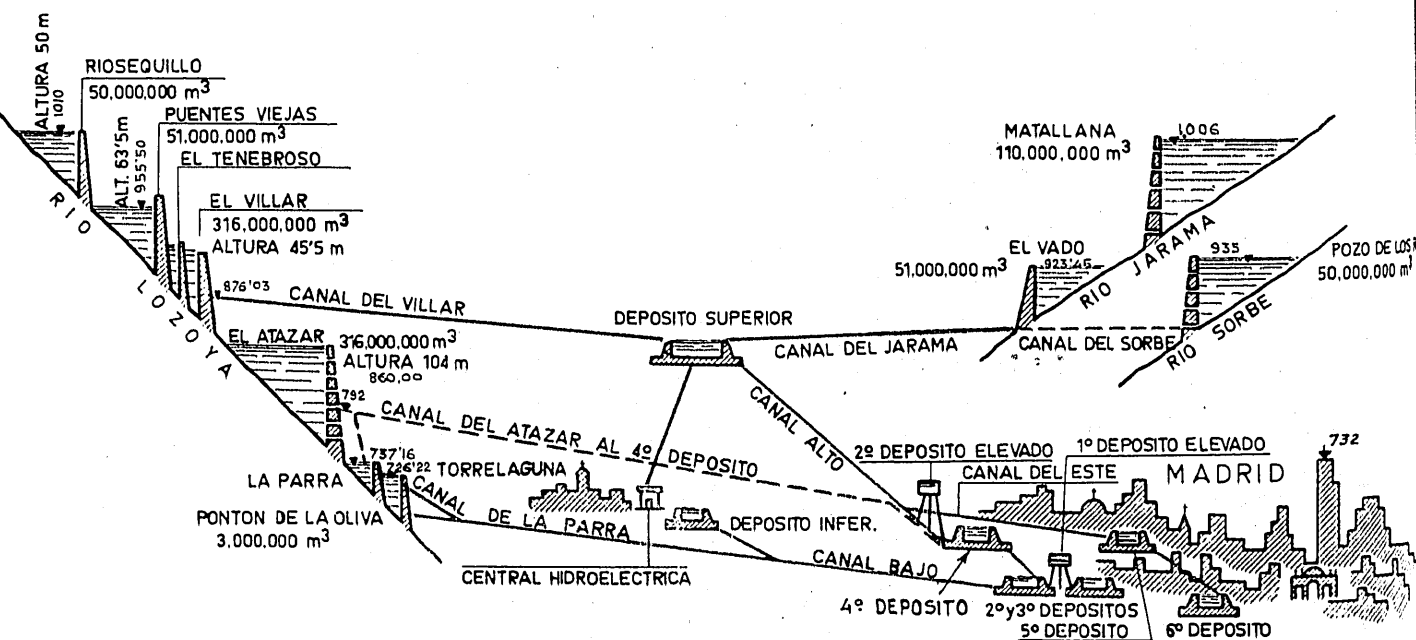 ALTURA 50 m
1010
RIOSEQUILLO
50,000,000 m³
PUENTES VIEJAS
51.000.000 m³
EL TENEBROSO
ALT. 63'5m
955'50
EL VILLAR
316.000,000 m³
ALTURA 45'5 m
RIO LOZOYA
876'03
CANAL DEL VILLAR
DEPOSITO SUPERIOR
CANAL DEL JARAMA
MATALLANA
110,000,000 m³
1006
EL VADO
51,000,000 m³
923'45
RIO JARAMA
935
POZO DE LOS
50,000,000 m³
CANAL DEL SORBE
RIO SORBE
EL ATAZAR
316,000,000 m³
ALTURA 104 m
860,00
792
CANAL DEL ATAZAR AL 4º DEPOSITO
CANAL ALTO
2º DEPOSITO ELEVADO
1º DEPOSITO ELEVADO
CANAL DEL ESTE
MADRID
732
737'16
726'22
TORRELAGUNA
LA PARRA
CANAL DE LA PARRA
PONTON DE LA OLIVA
3,000,000 m³
DEPOSITO INFER.
CENTRAL HIDROELECTRICA
CANAL BAJO
4º DEPOSITO
2º y 3º DEPOSITOS
5º DEPOSITO
6º DEPOSITO